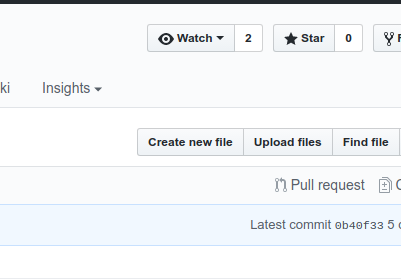 Watch 2 Star 0
ki Insights
Create new file Upload files Find file
Pull request
Latest commit 0b40f33 5